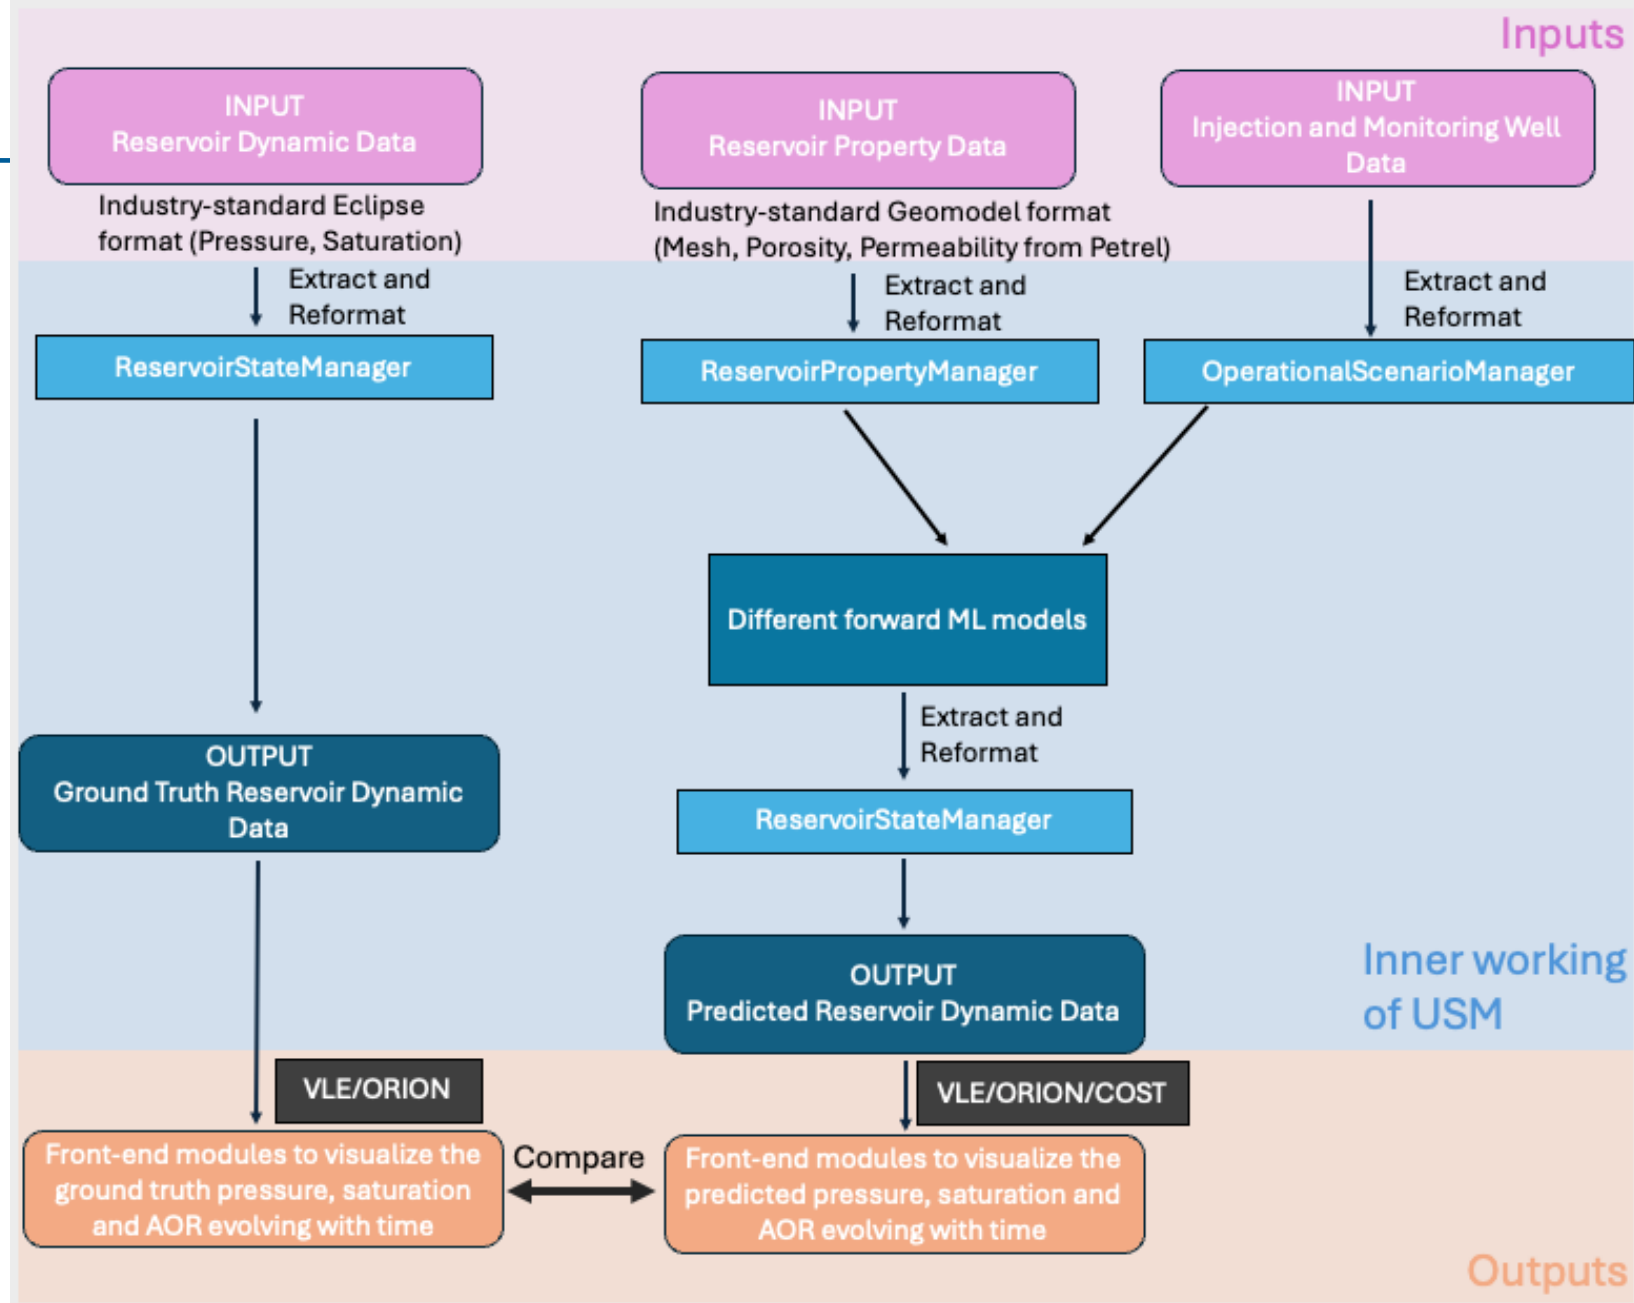 Inputs
INPUT
Reservoir Dynamic Data
INPUT
Reservoir Property Data
INPUT
Injection and Monitoring Well
Data
Industry-standard Eclipse
format (Pressure, Saturation)
Industry-standard Geomodel format
(Mesh, Porosity, Permeability from Petrel)
Extract and
Reformat
Extract and
Reformat
Extract and
Reformat
ReservoirStateManager
ReservoirPropertyManager
OperationalScenarioManager
Different forward ML models
Extract and
Reformat
OUTPUT
Ground Truth Reservoir Dynamic
Data
ReservoirStateManager
OUTPUT
Predicted Reservoir Dynamic Data
Inner working
of USM
VLE/ORION
VLE/ORION/COST
Front-end modules to visualize the
ground truth pressure, saturation
and AOR evolving with time
Compare
Front-end modules to visualize the
predicted pressure, saturation and
AOR evolving with time
Outputs